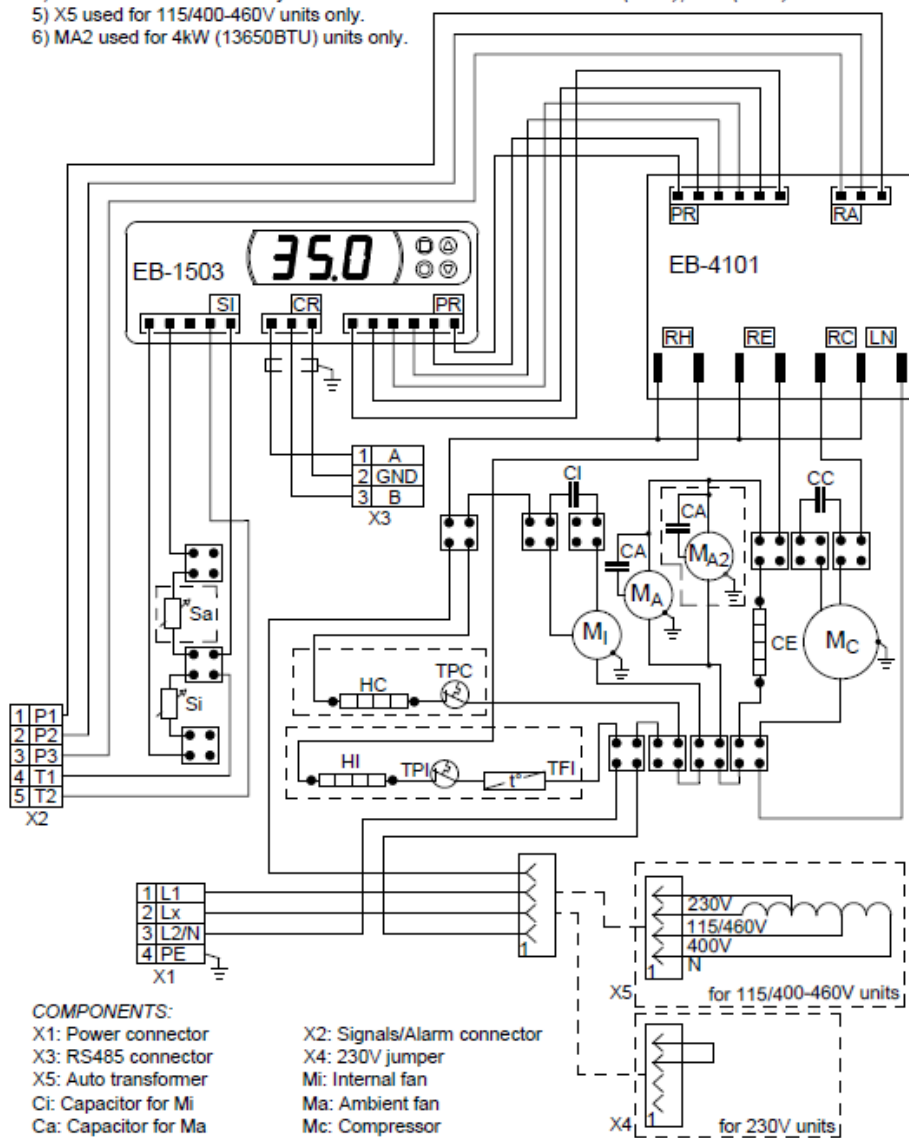 5) X5 used for 115/400-460V units only.
6) MA2 used for 4kW (13650BTU) units only.
PR
RA
EB-1503
35.0
EB-4101
SI
CR
PR
RH
RE
RC
LN
1 A
2 GND
3 B
X3
CI
CC
CA
CA
MA2
MA
MI
CE
MC
Sa
Si
HC
TPC
HI
TPI
t°
TFI
1 P1
2 P2
3 P3
4 T1
5 T2
X2
1 L1
2 Lx
3 L2/N
4 PE
X1
1
230V
115/460V
400V
N
1
X5
for 115/400-460V units
X4
1
for 230V units
COMPONENTS:
X1: Power connector
X2: Signals/Alarm connector
X3: RS485 connector
X4: 230V jumper
X5: Auto transformer
Mi: Internal fan
Ci: Capacitor for Mi
Ma: Ambient fan
Ca: Capacitor for Ma
Mc: Compressor